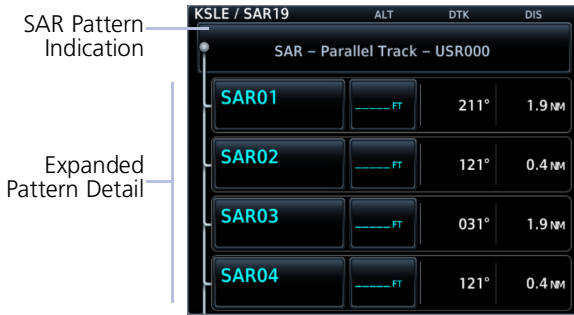 SAR Pattern
Indication
Expanded
Pattern Detail
KSLE / SAR19 ALT DTK DIS
SAR – Parallel Track – USR000
SAR01 _____FT 211° 1.9NM
SAR02 _____FT 121° 0.4NM
SAR03 _____FT 031° 1.9NM
SAR04 _____FT 121° 0.4NM